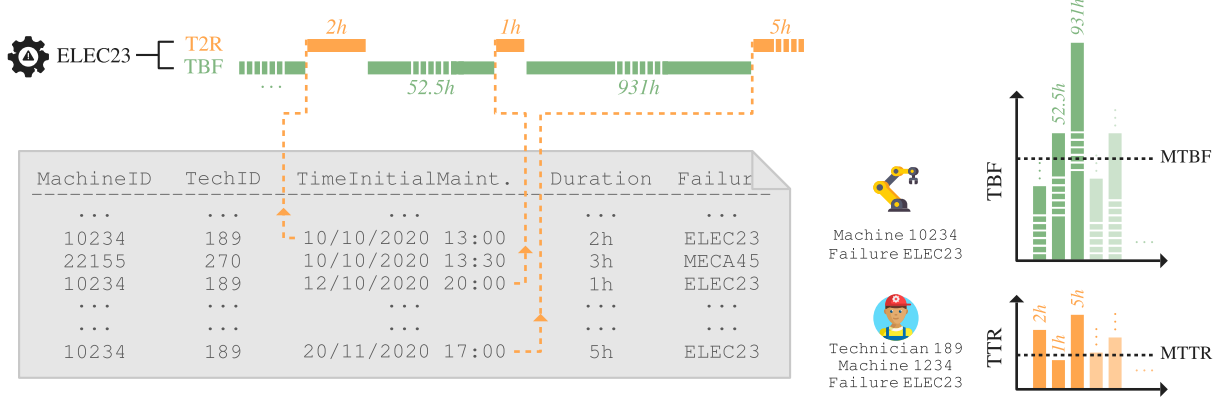 2h
1h
5h
931h
ELEC23
T2R
TBF
...
52.5h
931h
52.5h
MTBF
TBF
MachineID TechID TimeInitialMaint. Duration Failur
... ... ... ... ...
10234 189 10/10/2020 13:00 2h ELEC23
22155 270 10/10/2020 13:30 3h MECA45
10234 189 12/10/2020 20:00 1h ELEC23
... ... ... ... ...
... ... ... ... ...
10234 189 20/11/2020 17:00 5h ELEC23
Machine 10234
Failure ELEC23
...
Technician 189
Machine 1234
Failure ELEC23
2h
1h
5h
TTR
MTTR
...